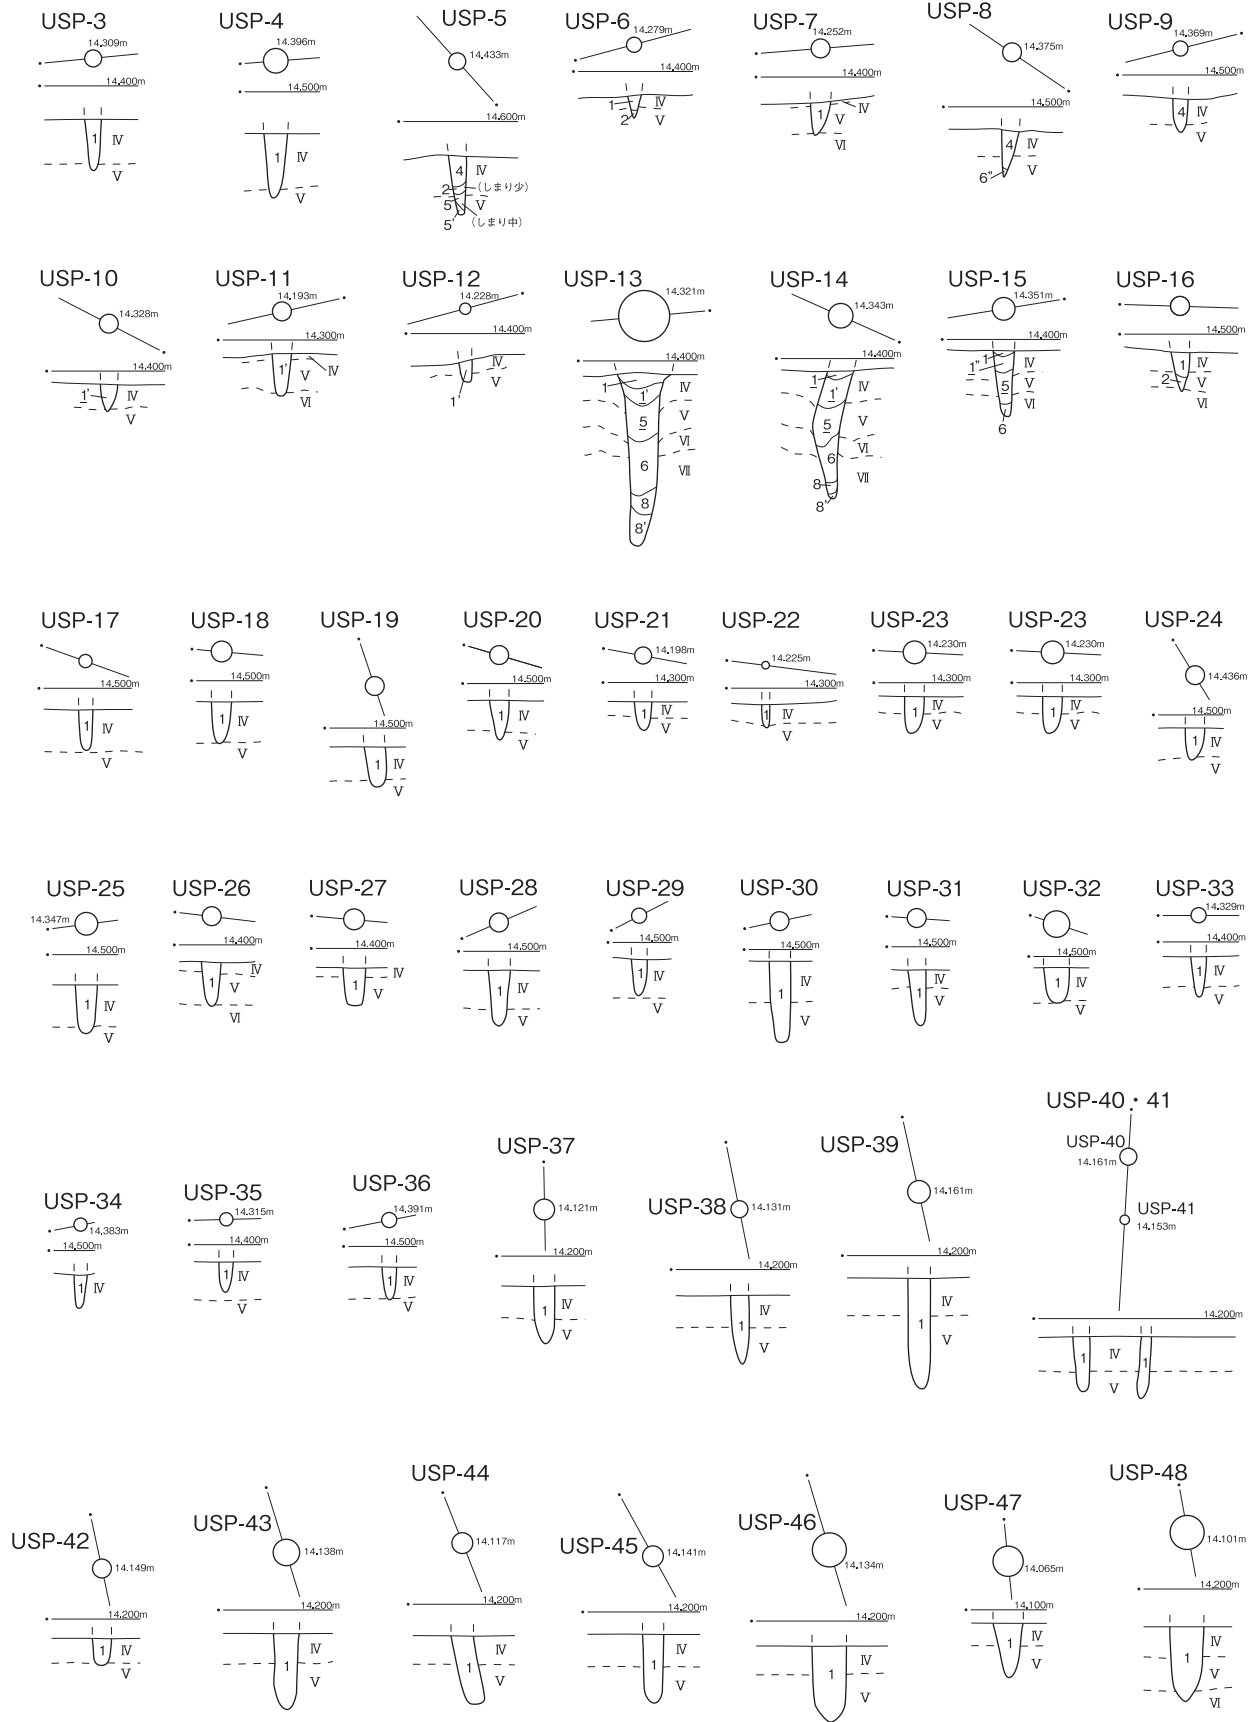 USP-3
14.309m
14.400m
1
IV
V
USP-4
14.396m
14.500m
1
IV
V
USP-5
14.433m
14.600m
4
IV
2
(しまり少)
V
5
5'
(しまり中)
USP-6
14.279m
14.400m
1
IV
V
2
USP-7
14.252m
14.400m
IV
1
V
VI
USP-8
14.375m
14.500m
4
IV
V
6"
USP-9
14.369m
14.500m
4
IV
V
USP-10
14.328m
14.400m
1'
IV
V
USP-11
14.193m
14.300m
1'
V
IV
VI
USP-12
14.228m
14.400m
IV
V
1'
USP-13
14.321m
14.400m
1
1'
IV
5
V
VI
6
VII
8
8'
USP-14
14.343m
14.400m
1
1'
IV
5
V
6
VI
VII
8
8'
USP-15
14.351m
14.400m
1
IV
1"
V
5
VI
6
USP-16
14.500m
1
IV
2
V
VI
USP-17
14.500m
1
IV
V
USP-18
14.500m
1
IV
V
USP-19
14.500m
1
IV
V
USP-20
14.500m
1
IV
V
USP-21
14.198m
14.300m
1
IV
V
USP-22
14.225m
14.300m
1
IV
V
USP-23
14.230m
14.300m
1
IV
V
USP-23
14.230m
14.300m
1
IV
V
USP-24
14.436m
14.500m
1
IV
V
USP-25
14.347m
14.500m
1
IV
V
USP-26
14.400m
IV
1
V
VI
USP-27
14.400m
IV
1
V
USP-28
14.500m
1
IV
V
USP-29
14.500m
1
IV
V
USP-30
14.500m
IV
1
V
USP-31
14.500m
IV
1
V
USP-32
14.500m
1
IV
V
USP-33
14.329m
14.400m
1
IV
V
USP-34
14.383m
14.500m
1
IV
USP-35
14.315m
14.400m
1
IV
V
USP-36
14.391m
14.500m
1
IV
V
USP-37
14.121m
14.200m
1
IV
V
USP-38
14.131m
14.200m
IV
1
V
USP-39
14.161m
14.200m
IV
1
V
USP-40・41
USP-40
14.161m
USP-41
14.153m
14.200m
1
IV
1
V
USP-42
14.149m
14.200m
1
IV
V
USP-43
14.138m
14.200m
IV
1
V
USP-44
14.117m
14.200m
IV
1
V
USP-45
14.141m
14.200m
IV
1
V
USP-46
14.134m
14.200m
IV
1
V
USP-47
14.065m
14.100m
1
IV
V
USP-48
14.101m
14.200m
IV
1
V
VI